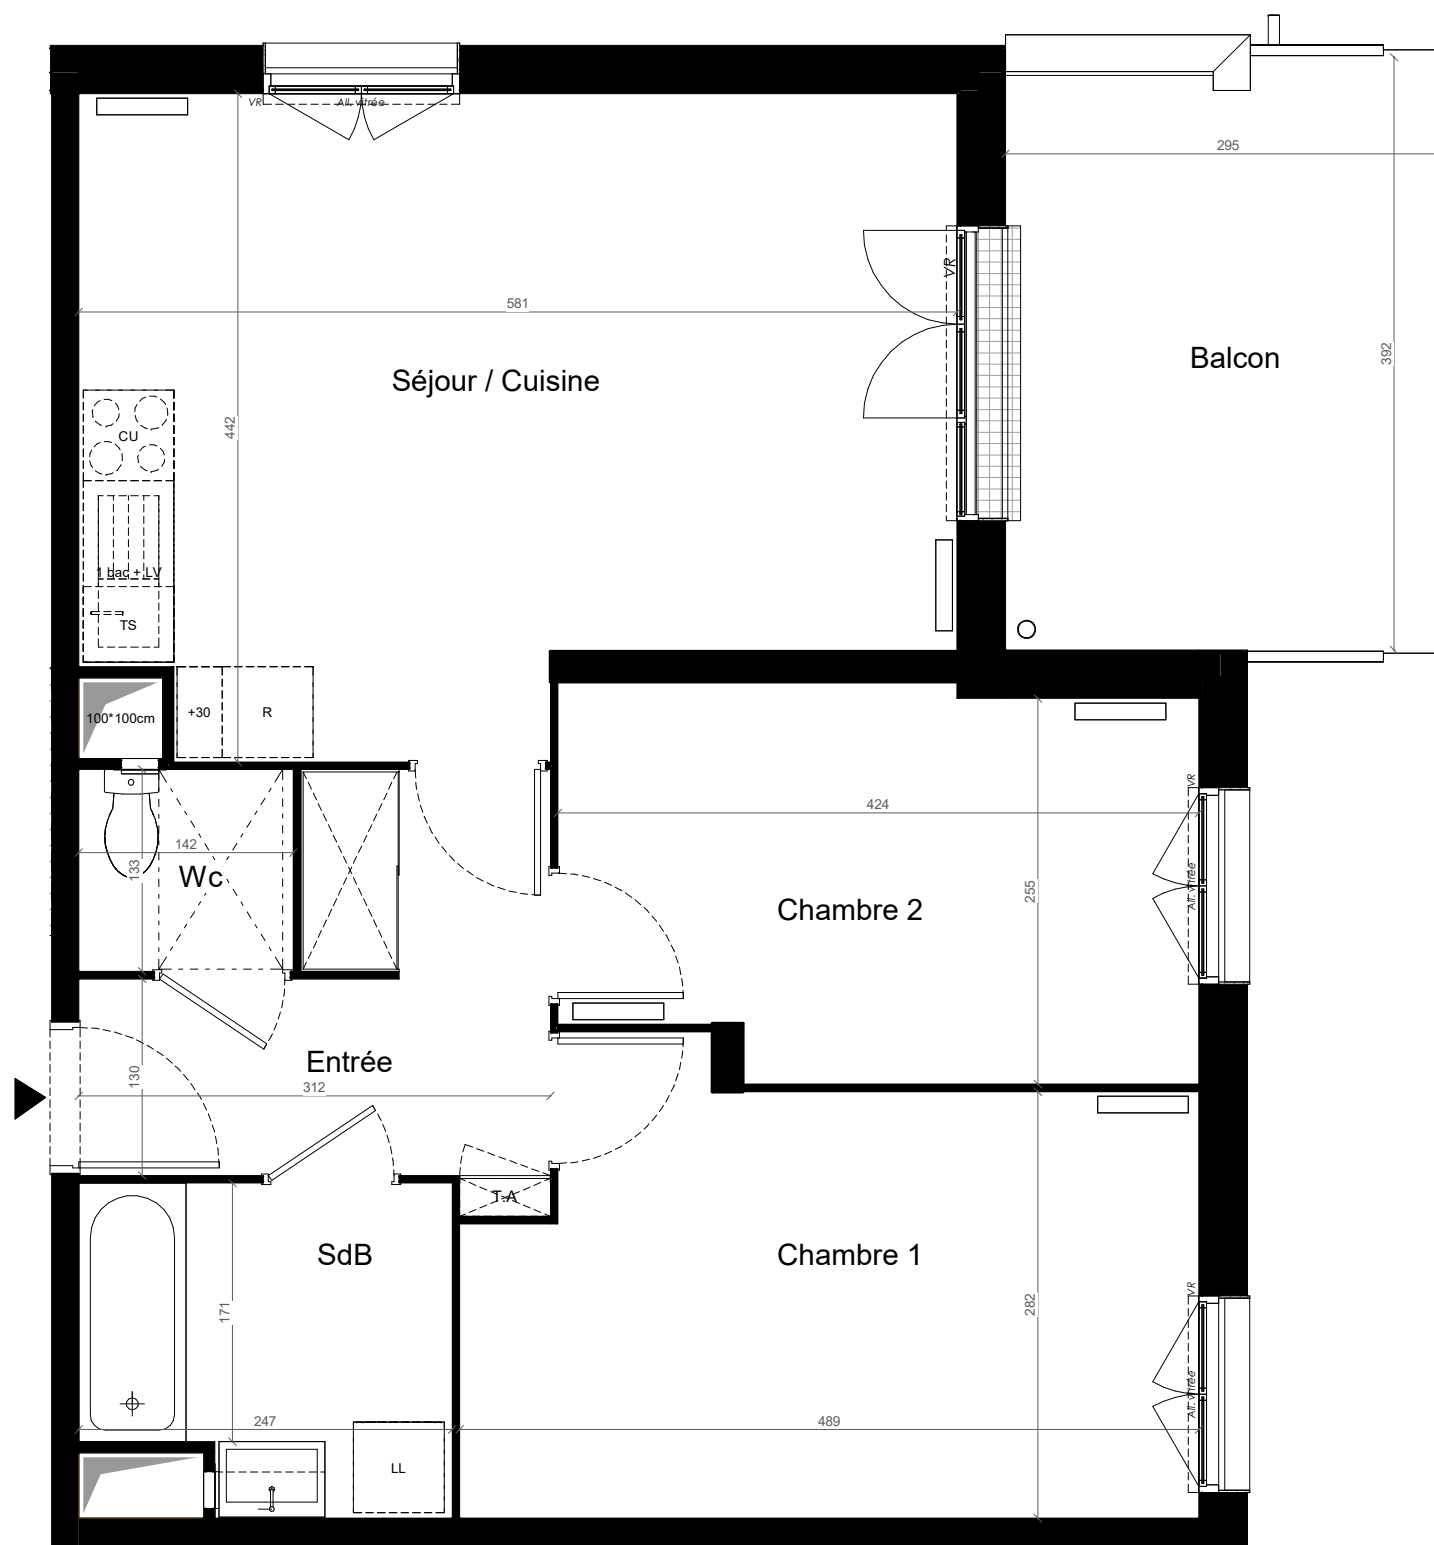 VR
All. vitrée
295
581
VR
Séjour / Cuisine
Balcon
392
442
CU
1 bac + LV
TS
100*100cm
+30
R
VR
424
142
133
Wc
Chambre 2
255
All. vitrée
Entrée
130
312
T.A
SdB
Chambre 1
171
282
VR
All. vitrée
247
489
LL